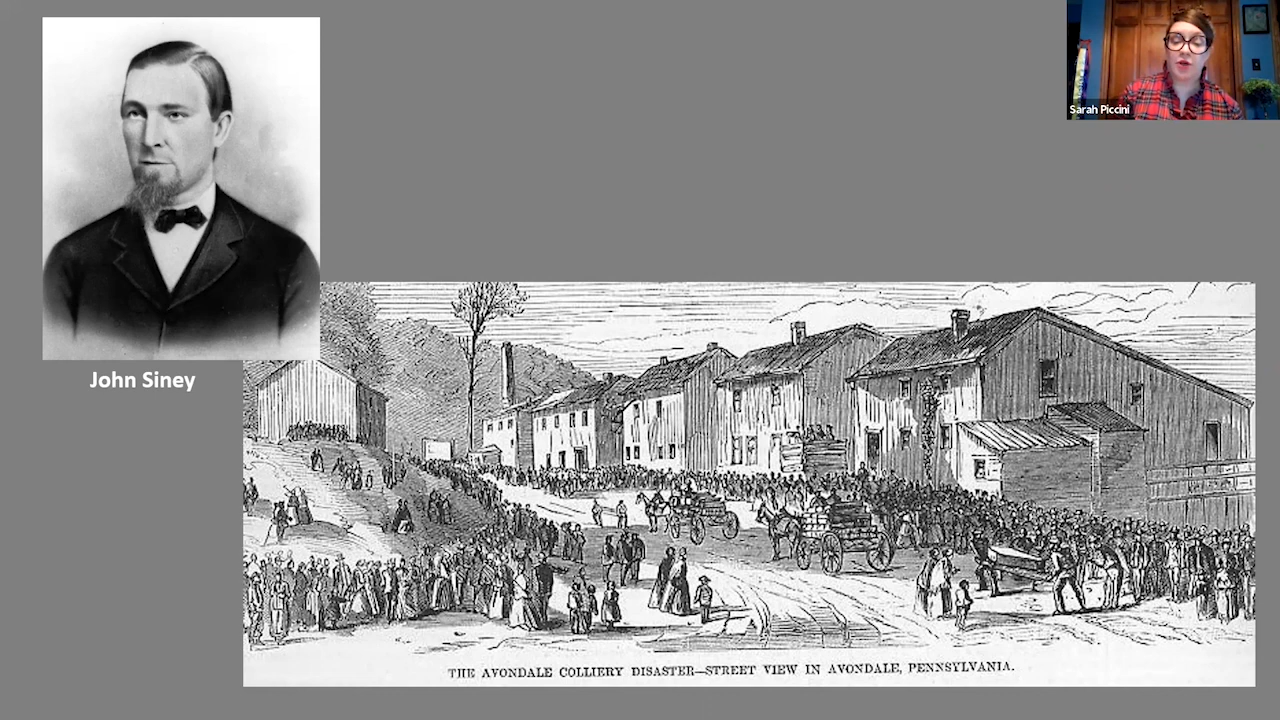 Sarah Piccini
John Siney
THE AVONDALE COLLIERY DISASTER—STREET VIEW IN AVONDALE, PENNSYLVANIA.